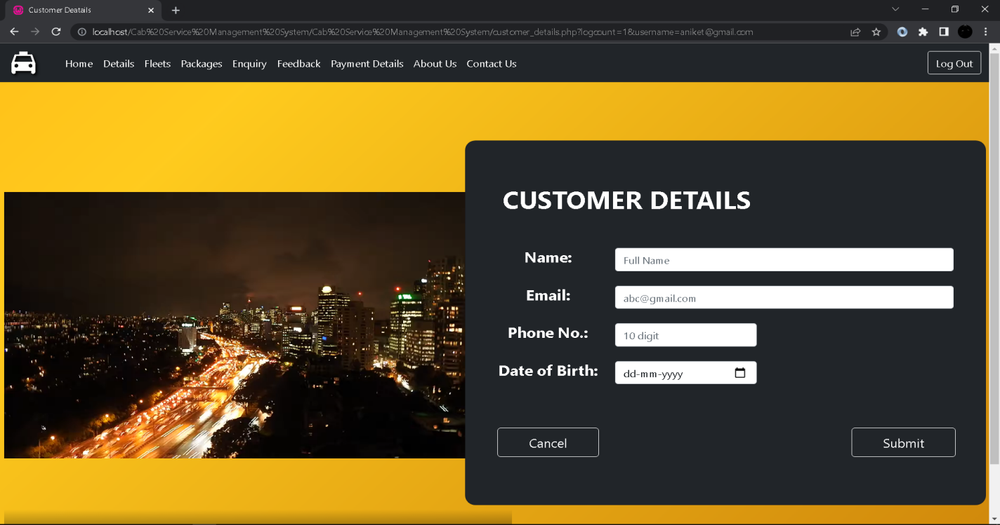 Customer Deatails
localhost/Cab%20Service%20Management%20System/Cab%20Service%20Management%20System/customer_details.php?logcount=1&username=aniket@gmail.com
Home Details Fleets Packages Enquiry Feedback Payment Details About Us Contact Us Log Out
CUSTOMER DETAILS
Name: Full Name
Email: abc@gmail.com
Phone No.: 10 digit
Date of Birth: dd-mm-yyyy
Cancel Submit